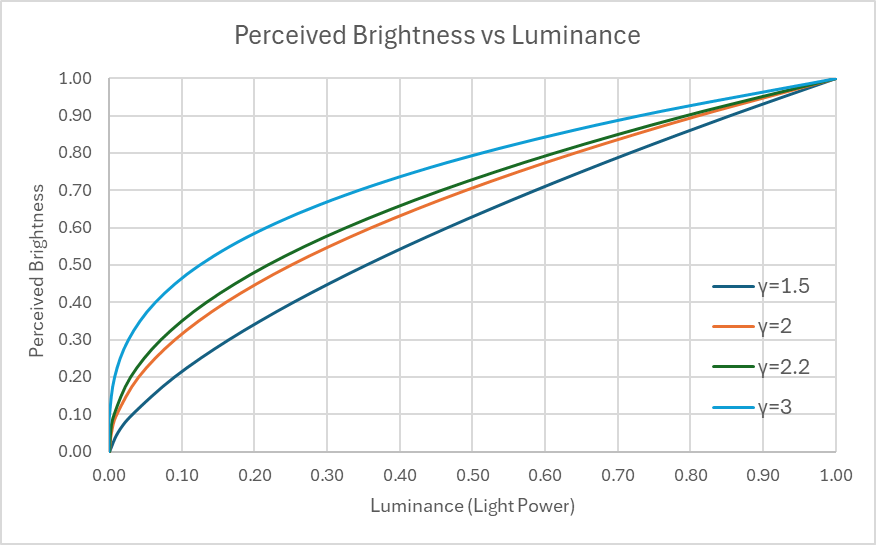 Perceived Brightness vs Luminance
1.00
0.90
0.80
0.70
0.60
0.50
0.40
0.30
0.20
0.10
0.00
Perceived Brightness
γ=1.5
γ=2
γ=2.2
γ=3
0.00 0.10 0.20 0.30 0.40 0.50 0.60 0.70 0.80 0.90 1.00
Luminance (Light Power)